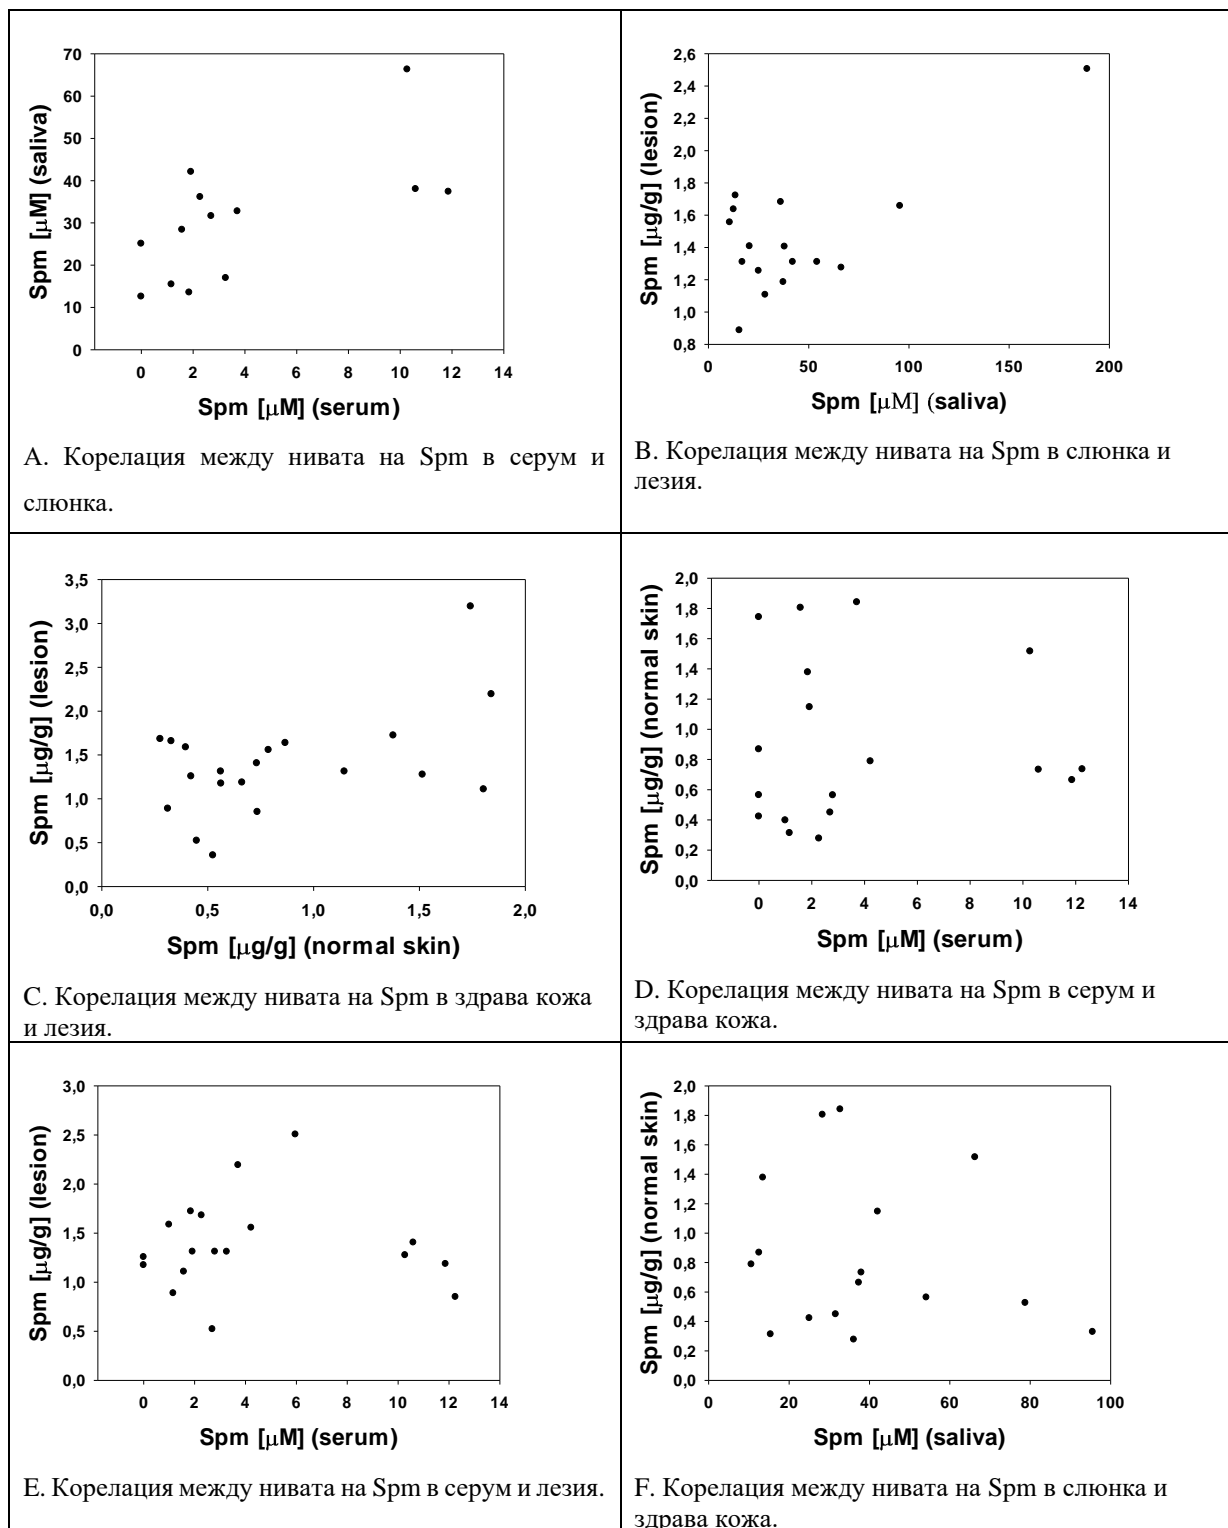 70
60
50
40
30
20
10
0
Spm [μM] (saliva)
0 2 4 6 8 10 12 14
Spm [μM] (serum)
A. Корелация между нивата на Spm в серум и
слюнка.
2,6
2,4
2,2
2,0
1,8
1,6
1,4
1,2
1,0
0,8
Spm [μg/g] (lesion)
0 50 100 150 200
Spm [μM] (saliva)
B. Корелация между нивата на Spm в слюнка и
лезия.
3,5
3,0
2,5
2,0
1,5
1,0
0,5
0,0
Spm [μg/g] (lesion)
0,0 0,5 1,0 1,5 2,0
Spm [μg/g] (normal skin)
C. Корелация между нивата на Spm в здрава кожа
и лезия.
2,0
1,8
1,6
1,4
1,2
1,0
0,8
0,6
0,4
0,2
0,0
Spm [μg/g] (normal skin)
0 2 4 6 8 10 12 14
Spm [μM] (serum)
D. Корелация между нивата на Spm в серум и
здрава кожа.
3,0
2,5
2,0
1,5
1,0
0,5
0,0
Spm [μg/g] (lesion)
0 2 4 6 8 10 12 14
Spm [μM] (serum)
E. Корелация между нивата на Spm в серум и лезия.
2,0
1,8
1,6
1,4
1,2
1,0
0,8
0,6
0,4
0,2
0,0
Spm [μg/g] (normal skin)
0 20 40 60 80 100
Spm [μM] (saliva)
F. Корелация между нивата на Spm в слюнка и
здрава кожа.